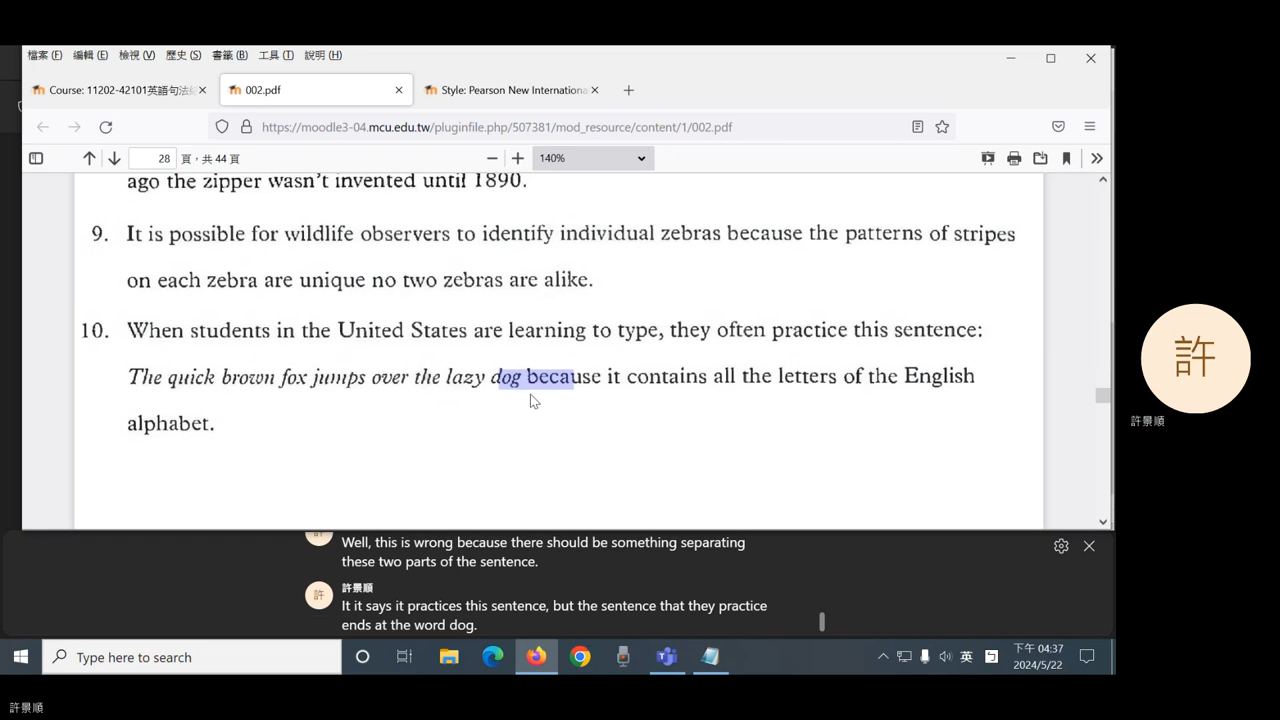 檔案 (F) 編輯 (E) 檢視 (V) 歷史 (S) 書籤 (B) 工具 (T) 說明 (H)
Course: 11202-42101英語句法
002.pdf
Style: Pearson New Internationa
https://moodle3-04.mcu.edu.tw/pluginfile.php/507381/mod_resource/content/1/002.pdf
28 頁，共 44 頁
140%
ago the zipper wasn't invented until 1890.
9. It is possible for wildlife observers to identify individual zebras because the patterns of stripes
on each zebra are unique no two zebras are alike.
10. When students in the United States are learning to type, they often practice this sentence:
The quick brown fox jumps over the lazy dog because it contains all the letters of the English
alphabet.
許
許景順
Well, this is wrong because there should be something separating
these two parts of the sentence.
許
許景順
It it says it practices this sentence, but the sentence that they practice
ends at the word dog.
Type here to search
英
下午 04:37
2024/5/22
許景順